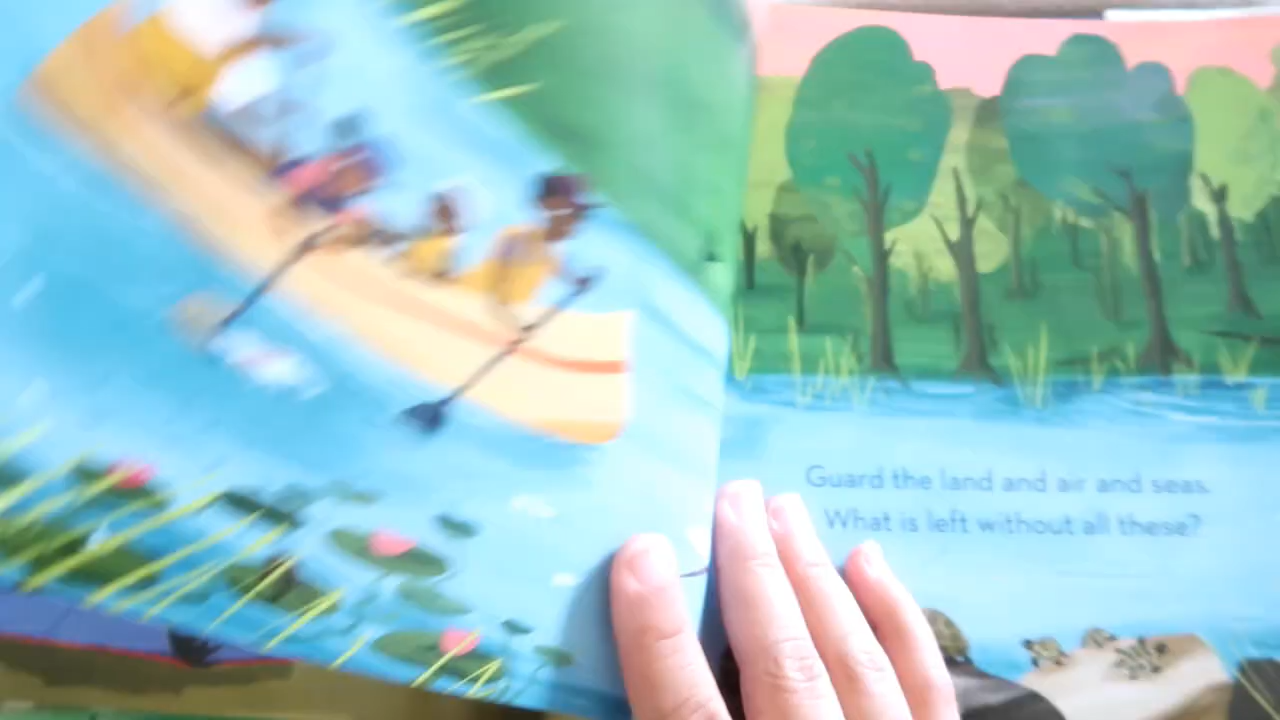 Guard the land and air and seas.
What is left without all these?